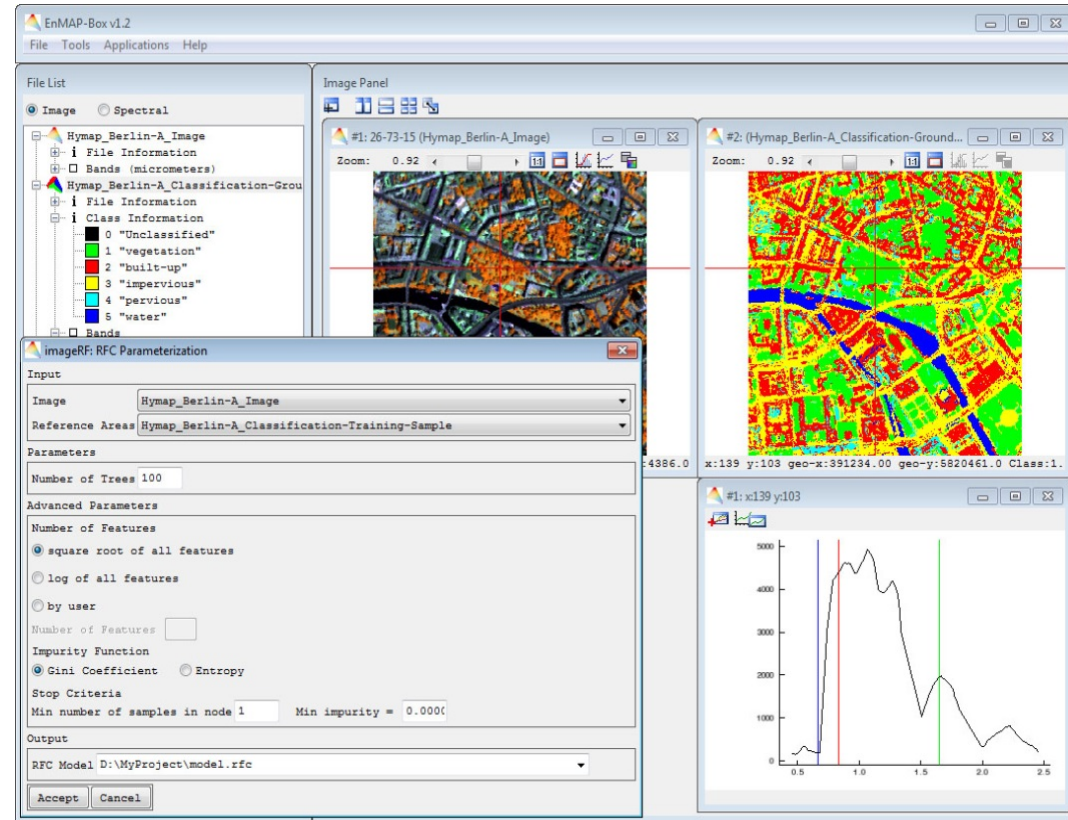 EnMAP-Box v1.2
File Tools Applications Help
File List
Image Spectral
Hymap_Berlin-A_Image
File Information
Bands (micrometers)
Hymap_Berlin-A_Classification-Grou
File Information
Class Information
0 "Unclassified"
1 "vegetation"
2 "built-up"
3 "impervious"
4 "pervious"
5 "water"
Bands
Image Panel
#1: 26-73-15 (Hymap_Berlin-A_Image)
Zoom: 0.92
1:1
:4386.0
#2: (Hymap_Berlin-A_Classification-Ground...
Zoom: 0.92
1:1
x:139 y:103 geo-x:391234.00 geo-y:5820461.0 Class:1.
imageRF: RFC Parameterization
Input
Image Hymap_Berlin-A_Image
Reference Areas Hymap_Berlin-A_Classification-Training-Sample
Parameters
Number of Trees 100
Advanced Parameters
Number of Features
square root of all features
log of all features
by user
Number of Features
Impurity Function
Gini Coefficient Entropy
Stop Criteria
Min number of samples in node 1 Min impurity = 0.000
Output
RFC Model D:\MyProject\model.rfc
Accept Cancel
#1: x:139 y:103
5000
4000
3000
2000
1000
0
0.5 1.0 1.5 2.0 2.5